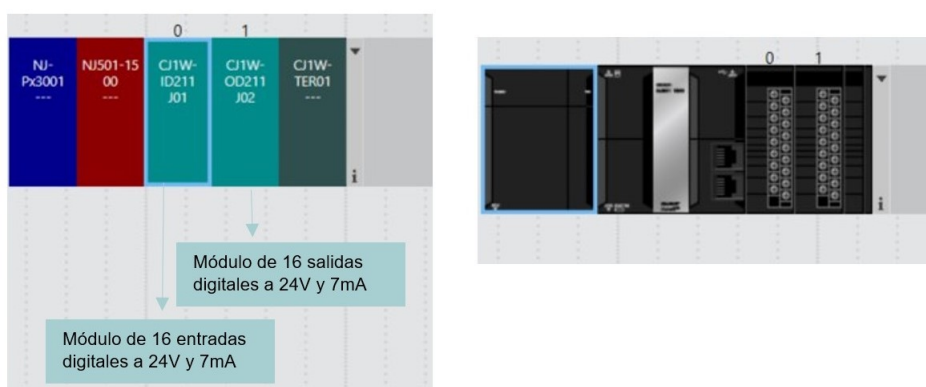 0 1
NJ-
Px3001
---
NJ501-15
00
---
CJ1W-
ID211
J01
CJ1W-
OD211
J02
CJ1W-
TER01
---
i
Módulo de 16 salidas
digitales a 24V y 7mA
Módulo de 16 entradas
digitales a 24V y 7mA
0 1
i